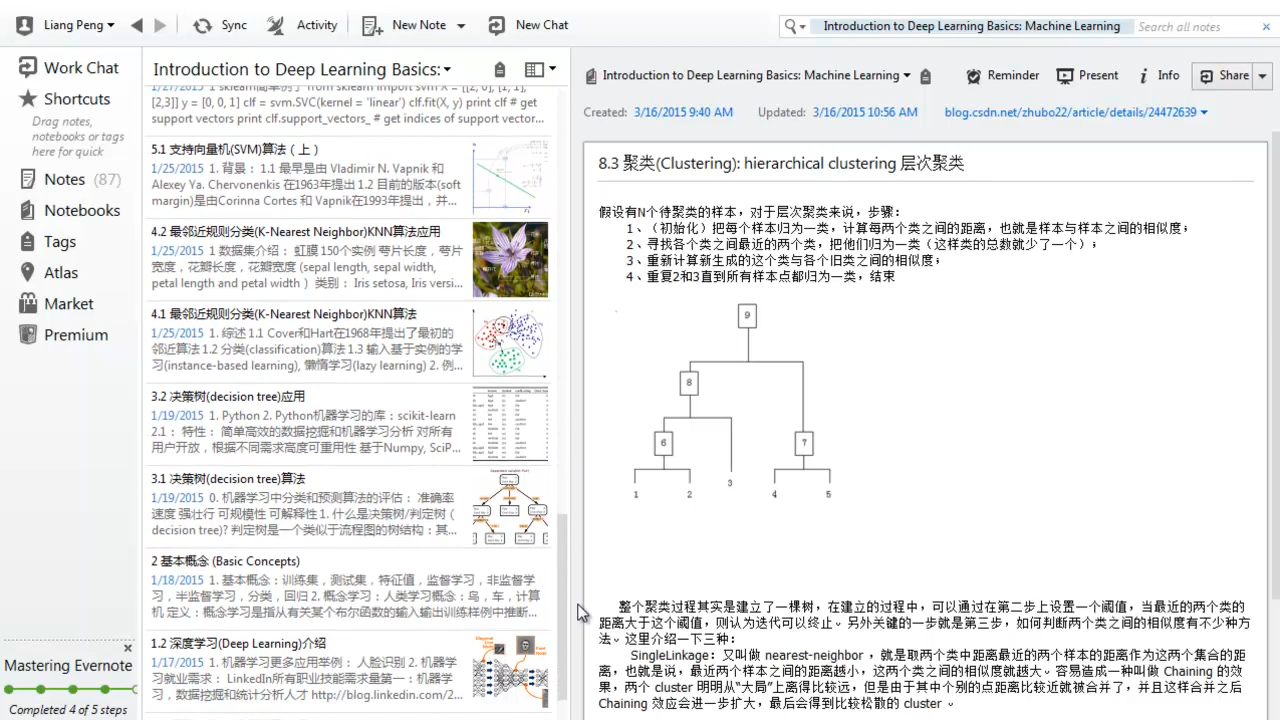 Liang Peng
Sync
Activity
New Note
New Chat
Introduction to Deep Learning Basics: Machine Learning
Search all notes
Work Chat
Shortcuts
Drag notes,
notebooks or tags
here for quick
Notes (87)
Notebooks
Tags
Atlas
Market
Premium
Mastering Evernote
Completed 4 of 5 steps
Introduction to Deep Learning Basics:
[2,3]] y = [0, 0, 1] clf = svm.SVC(kernel = 'linear') clf.fit(X, y) print clf # get
support vectors print clf.support_vectors_ # get indices of support vector...
5.1 支持向量机(SVM)算法（上）
1/25/2015 1. 背景： 1.1 最早是由 Vladimir N. Vapnik 和
Alexey Ya. Chervonenkis 在1963年提出 1.2 目前的版本(soft
margin)是由Corinna Cortes 和 Vapnik在1993年提出，并...
4.2 最邻近规则分类(K-Nearest Neighbor)KNN算法应用
1/25/2015 1 数据集介绍： 虹膜 150个实例 萼片长度，萼片
宽度，花瓣长度，花瓣宽度 (sepal length, sepal width,
petal length and petal width ）类别： Iris setosa, Iris versi...
4.1 最邻近规则分类(K-Nearest Neighbor)KNN算法
1/25/2015 1. 综述 1.1 Cover和Hart在1968年提出了最初的
邻近算法 1.2 分类(classification)算法 1.3 输入基于实例的学
习(instance-based learning), 懒惰学习(lazy learning) 2. 例...
3.2 决策树(decision tree)应用
1/19/2015 1. Python 2. Python机器学习的库：scikit-learn
2.1： 特性： 简单高效的数据挖掘和机器学习分析 对所有
用户开放，根据不同需求高度可重用性 基于Numpy, SciP...
3.1 决策树(decision tree)算法
1/19/2015 0. 机器学习中分类和预测算法的评估： 准确率
速度 强壮行 可规模性 可解释性 1. 什么是决策树/判定树（
decision tree)? 判定树是一个类似于流程图的树结构：其...
2 基本概念 (Basic Concepts)
1/18/2015 1. 基本概念：训练集，测试集，特征值，监督学习，非监督学
习，半监督学习，分类，回归 2. 概念学习：人类学习概念：鸟，车，计算
机 定义：概念学习是指从有关某个布尔函数的输入输出训练样例中推断...
1.2 深度学习(Deep Learning)介绍
1/17/2015 1. 机器学习更多应用举例： 人脸识别 2. 机器学
习就业需求： LinkedIn所有职业技能需求量第一：机器学
习，数据挖掘和统计分析人才 http://blog.linkedin.com/2...
Introduction to Deep Learning Basics: Machine Learning
Reminder
Present
Info
Share
Created: 3/16/2015 9:40 AM
Updated: 3/16/2015 10:56 AM
blog.csdn.net/zhubo22/article/details/24472639
8.3 聚类(Clustering): hierarchical clustering 层次聚类
假设有N个待聚类的样本，对于层次聚类来说，步骤：
1、（初始化）把每个样本归为一类，计算每两个类之间的距离，也就是样本与样本之间的相似度；
2、寻找各个类之间最近的两个类，把他们归为一类（这样类的总数就少了一个）；
3、重新计算新生成的这个类与各个旧类之间的相似度；
4、重复2和3直到所有样本点都归为一类，结束
9
8
6
7
1
2
3
4
5
整个聚类过程其实是建立了一棵树，在建立的过程中，可以通过在第二步上设置一个阈值，当最近的两个类的
距离大于这个阈值，则认为迭代可以终止。另外关键的一步就是第三步，如何判断两个类之间的相似度有不少种方
法。这里介绍一下三种：
SingleLinkage：又叫做 nearest-neighbor ，就是取两个类中距离最近的两个样本的距离作为这两个集合的距
离，也就是说，最近两个样本之间的距离越小，这两个类之间的相似度就越大。容易造成一种叫做 Chaining 的效
果，两个 cluster 明明从“大局”上离得比较远，但是由于其中个别的点距离比较近就被合并了，并且这样合并之后
Chaining 效应会进一步扩大，最后会得到比较松散的 cluster 。